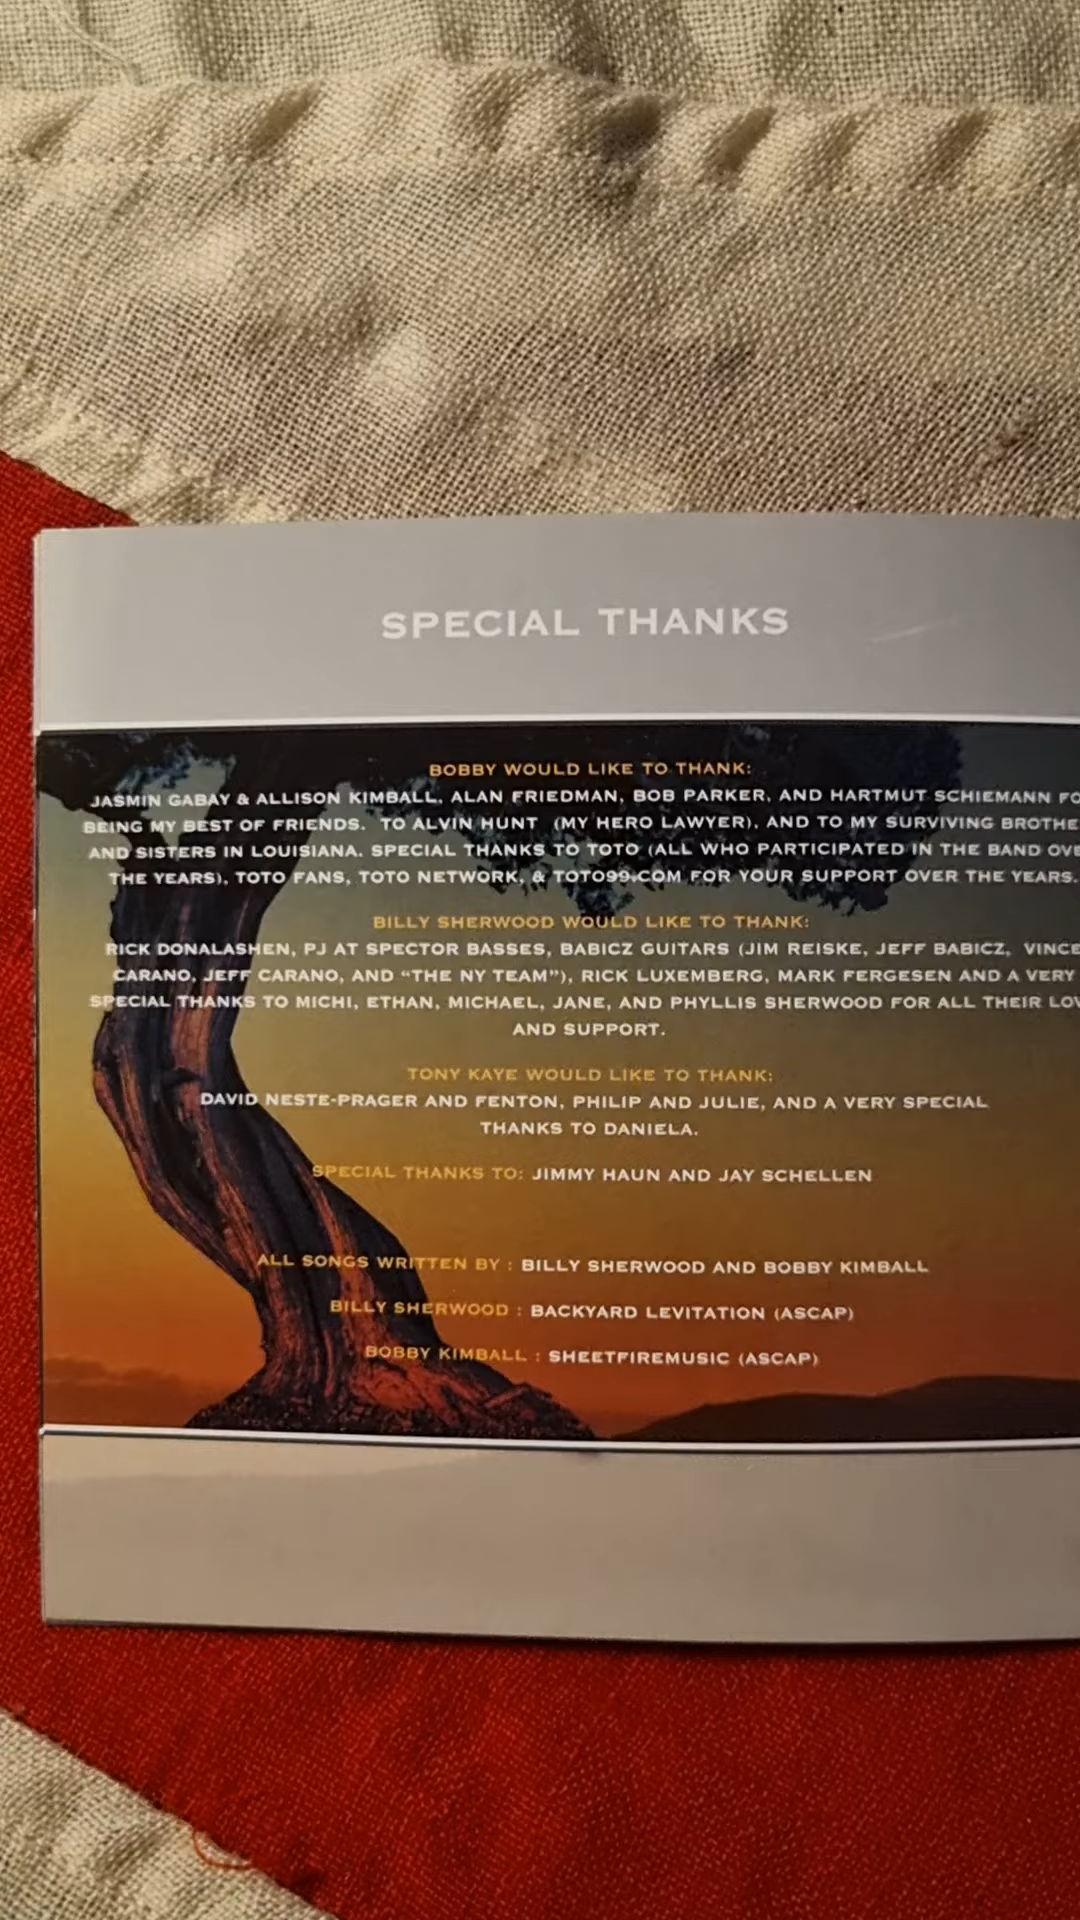 SPECIAL THANKS
BOBBY WOULD LIKE TO THANK:
JASMIN GABAY & ALLISON KIMBALL, ALAN FRIEDMAN, BOB PARKER, AND HARTMUT SCHIEMANN FO
BEING MY BEST OF FRIENDS. TO ALVIN HUNT (MY HERO LAWYER), AND TO MY SURVIVING BROTHE
AND SISTERS IN LOUISIANA. SPECIAL THANKS TO TOTO (ALL WHO PARTICIPATED IN THE BAND OVE
THE YEARS), TOTO FANS, TOTO NETWORK, & TOTO99.COM FOR YOUR SUPPORT OVER THE YEARS.
BILLY SHERWOOD WOULD LIKE TO THANK:
RICK DONALASHEN, PJ AT SPECTOR BASSES, BABICZ GUITARS (JIM REISKE, JEFF BABICZ, VINCE
CARANO, JEFF CARANO, AND “THE NY TEAM”), RICK LUXEMBERG, MARK FERGESEN AND A VERY
SPECIAL THANKS TO MICHI, ETHAN, MICHAEL, JANE, AND PHYLLIS SHERWOOD FOR ALL THEIR LOV
AND SUPPORT.
TONY KAYE WOULD LIKE TO THANK:
DAVID NESTE-PRAGER AND FENTON, PHILIP AND JULIE, AND A VERY SPECIAL
THANKS TO DANIELA.
SPECIAL THANKS TO: JIMMY HAUN AND JAY SCHELLEN
ALL SONGS WRITTEN BY : BILLY SHERWOOD AND BOBBY KIMBALL
BILLY SHERWOOD : BACKYARD LEVITATION (ASCAP)
BOBBY KIMBALL : SHEETFIREMUSIC (ASCAP)